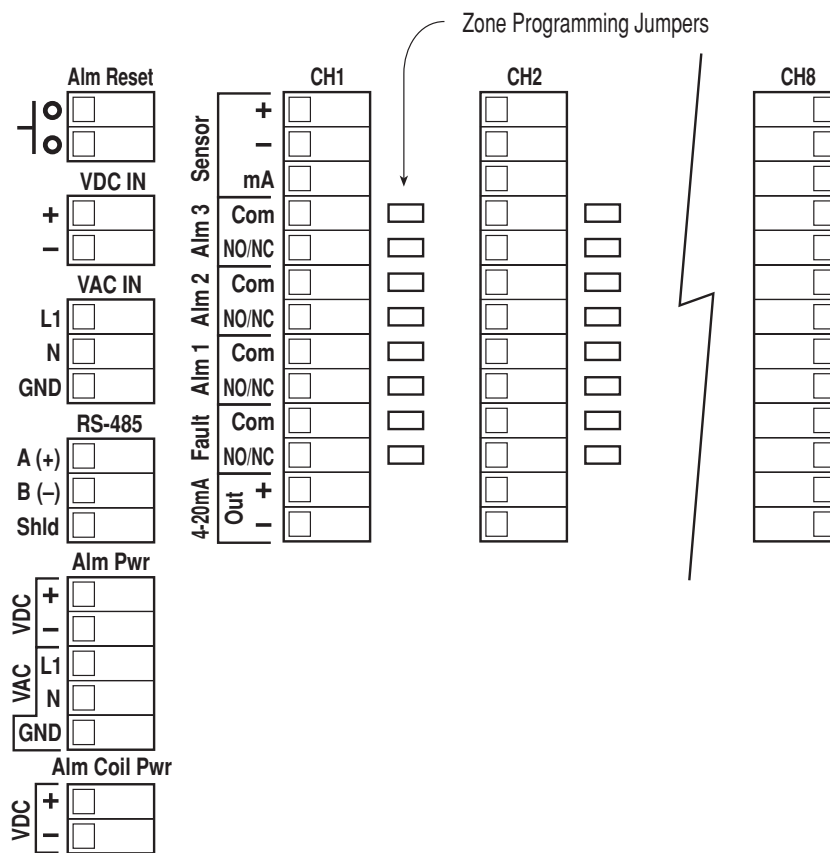 Zone Programming Jumpers
Alm Reset
VDC IN
+
–
VAC IN
L1
N
GND
RS-485
A (+)
B (–)
Shld
Alm Pwr
VDC
+
–
VAC
L1
N
GND
Alm Coil Pwr
VDC
+
–
CH1
Sensor
+
–
mA
Alm 3
Com
NO/NC
Alm 2
Com
NO/NC
Alm 1
Com
NO/NC
Fault
Com
NO/NC
4-20mA
Out
+
–
CH2
CH8